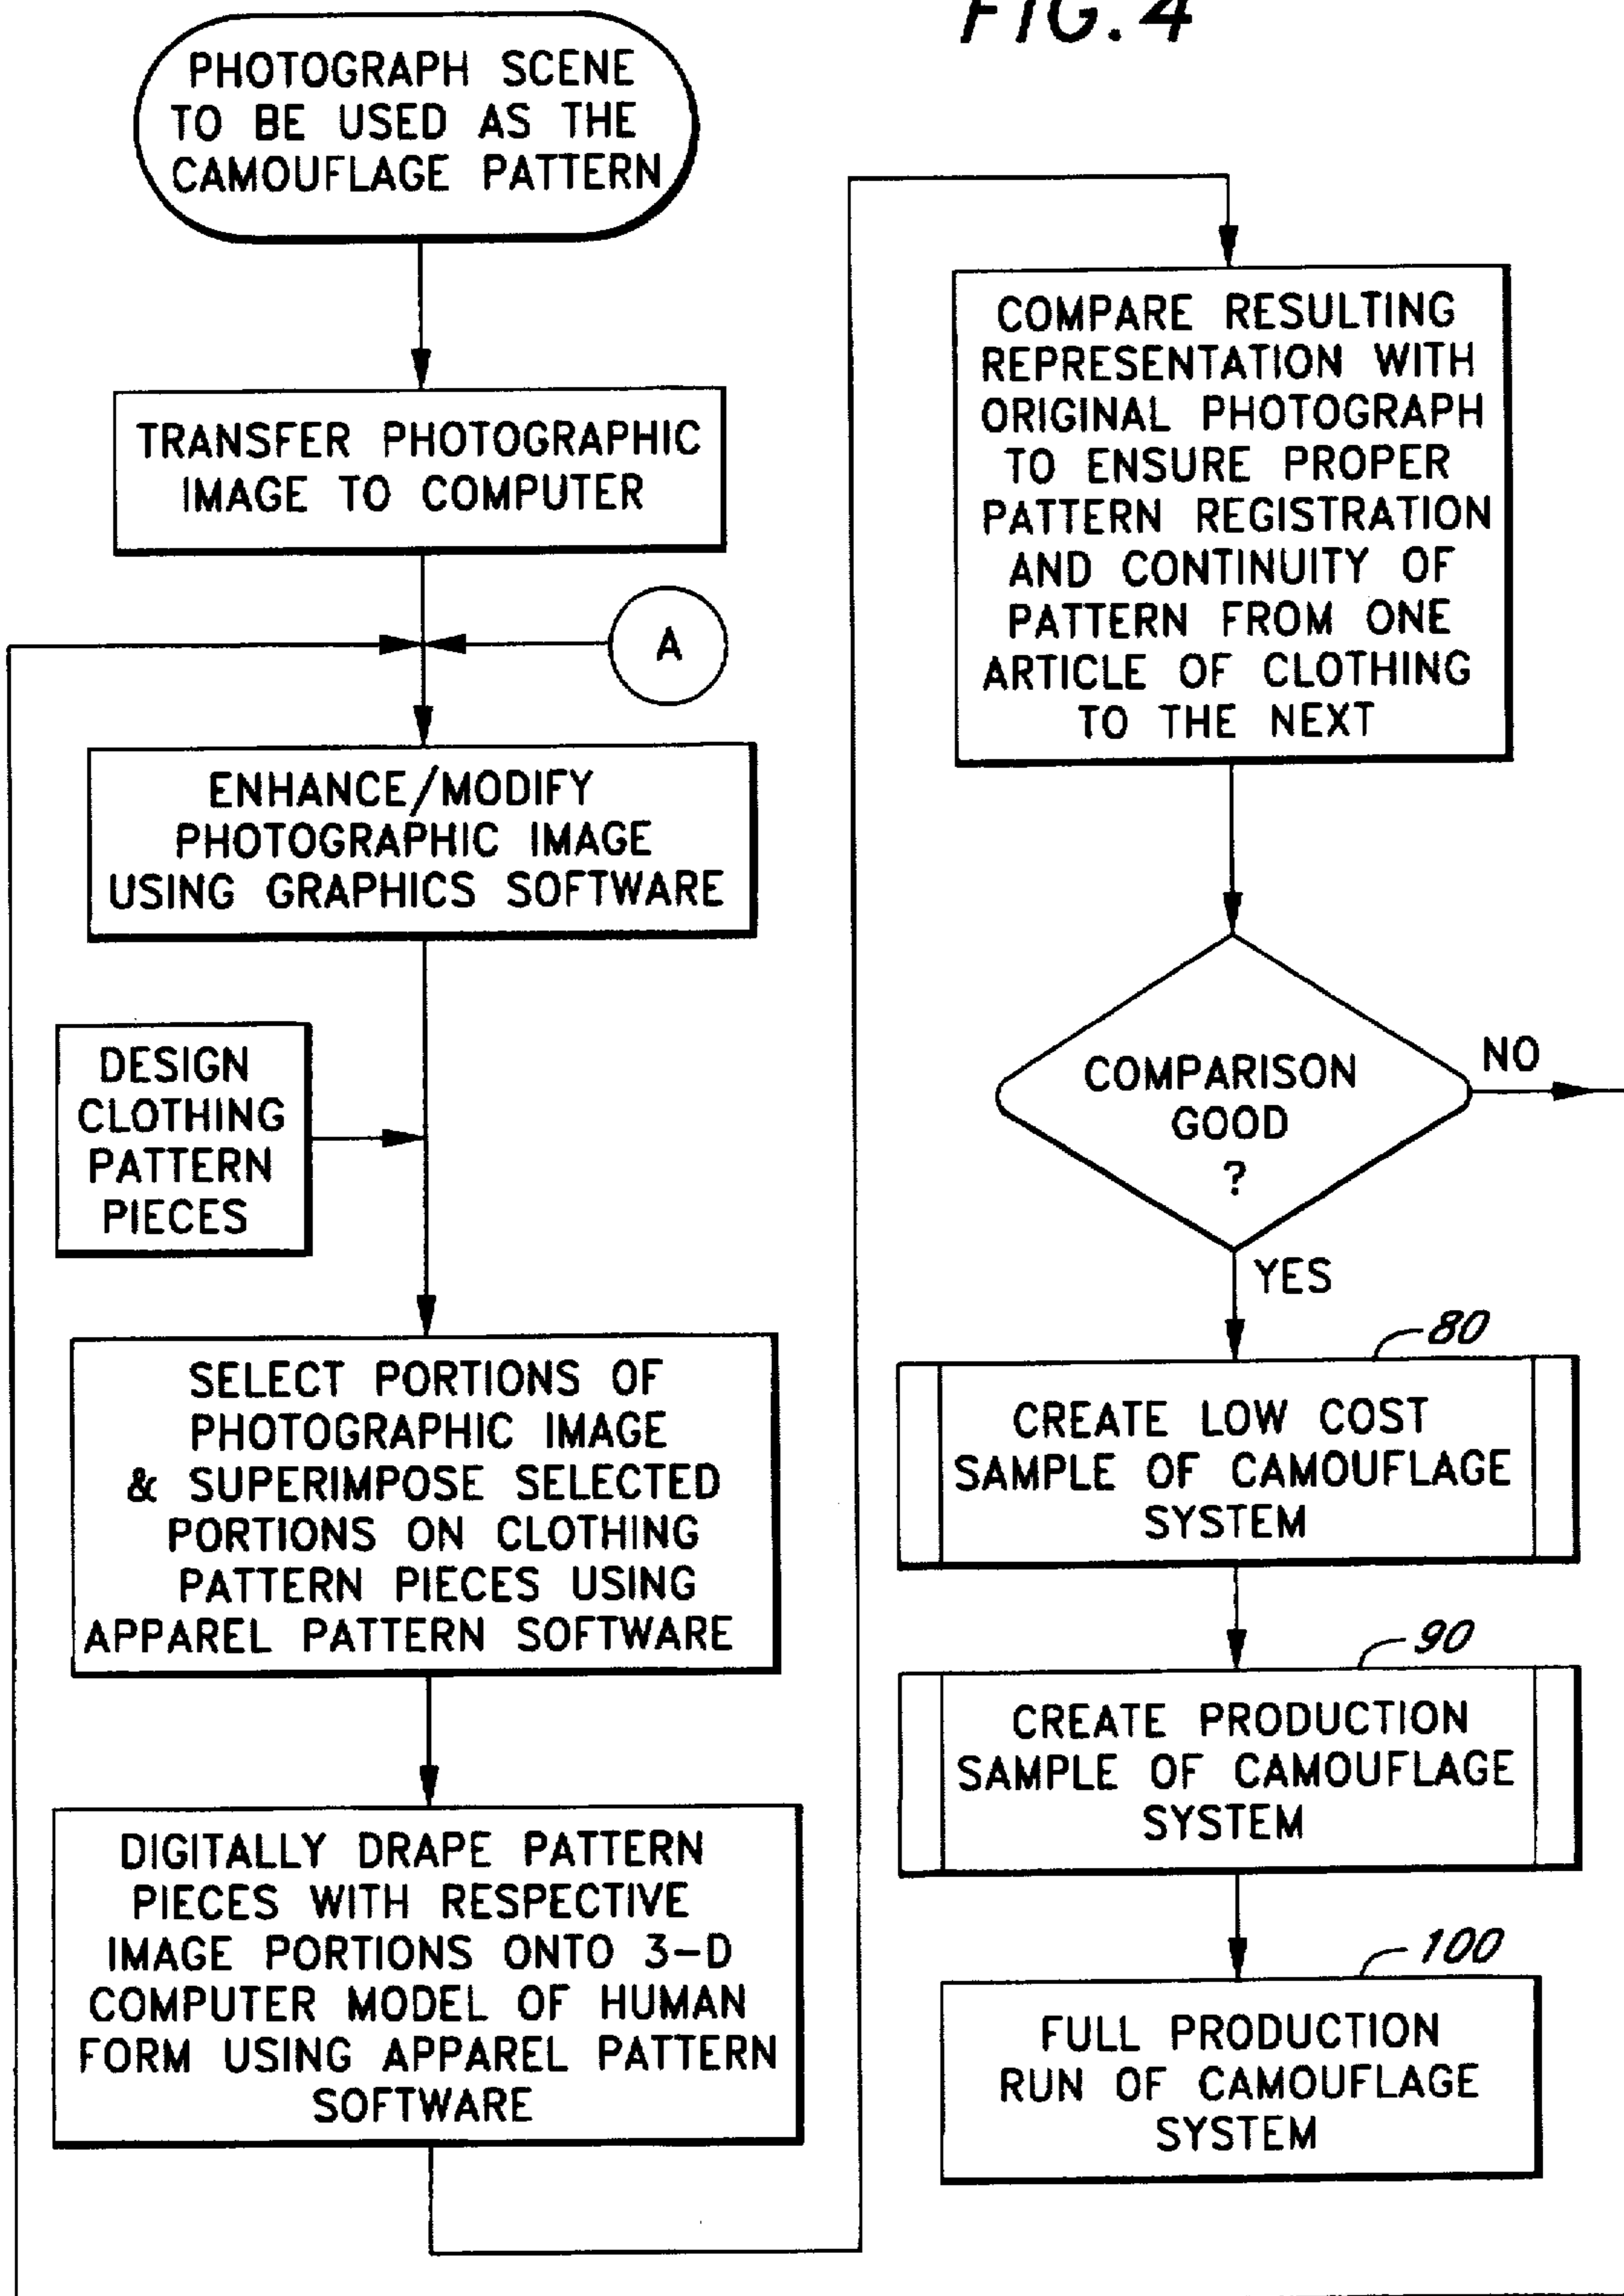 FIG. 4
PHOTOGRAPH SCENE
TO BE USED AS THE
CAMOUFLAGE PATTERN
TRANSFER PHOTOGRAPHIC
IMAGE TO COMPUTER
A
ENHANCE/MODIFY
PHOTOGRAPHIC IMAGE
USING GRAPHICS SOFTWARE
DESIGN
CLOTHING
PATTERN
PIECES
SELECT PORTIONS OF
PHOTOGRAPHIC IMAGE
& SUPERIMPOSE SELECTED
PORTIONS ON CLOTHING
PATTERN PIECES USING
APPAREL PATTERN SOFTWARE
DIGITALLY DRAPE PATTERN
PIECES WITH RESPECTIVE
IMAGE PORTIONS ONTO 3-D
COMPUTER MODEL OF HUMAN
FORM USING APPAREL PATTERN
SOFTWARE
COMPARE RESULTING
REPRESENTATION WITH
ORIGINAL PHOTOGRAPH
TO ENSURE PROPER
PATTERN REGISTRATION
AND CONTINUITY OF
PATTERN FROM ONE
ARTICLE OF CLOTHING
TO THE NEXT
COMPARISON
GOOD
?
NO
YES
80
CREATE LOW COST
SAMPLE OF CAMOUFLAGE
SYSTEM
90
CREATE PRODUCTION
SAMPLE OF CAMOUFLAGE
SYSTEM
100
FULL PRODUCTION
RUN OF CAMOUFLAGE
SYSTEM